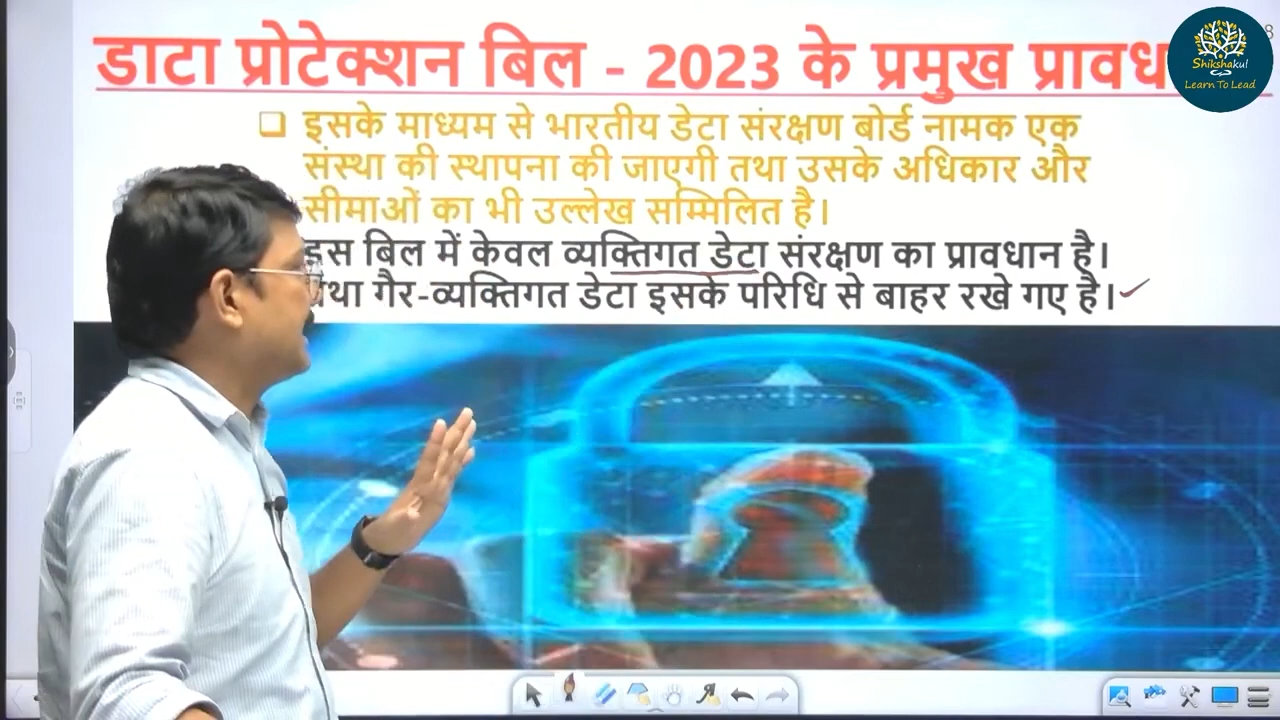 डाटा प्रोटेक्शन बिल - 2023 के प्रमुख
Shikshakul
Learn To Lead
इसके माध्यम से भारतीय डेटा संरक्षण बोर्ड नामक एक
संस्था की स्थापना की जाएगी तथा उसके अधिकार और
सीमाओं का भी उल्लेख सम्मिलित है।
इस बिल में केवल व्यक्तिगत डेटा संरक्षण का प्रावधान है।
गैर-व्यक्तिगत डेटा इसके परिधि से बाहर रखे गए है।